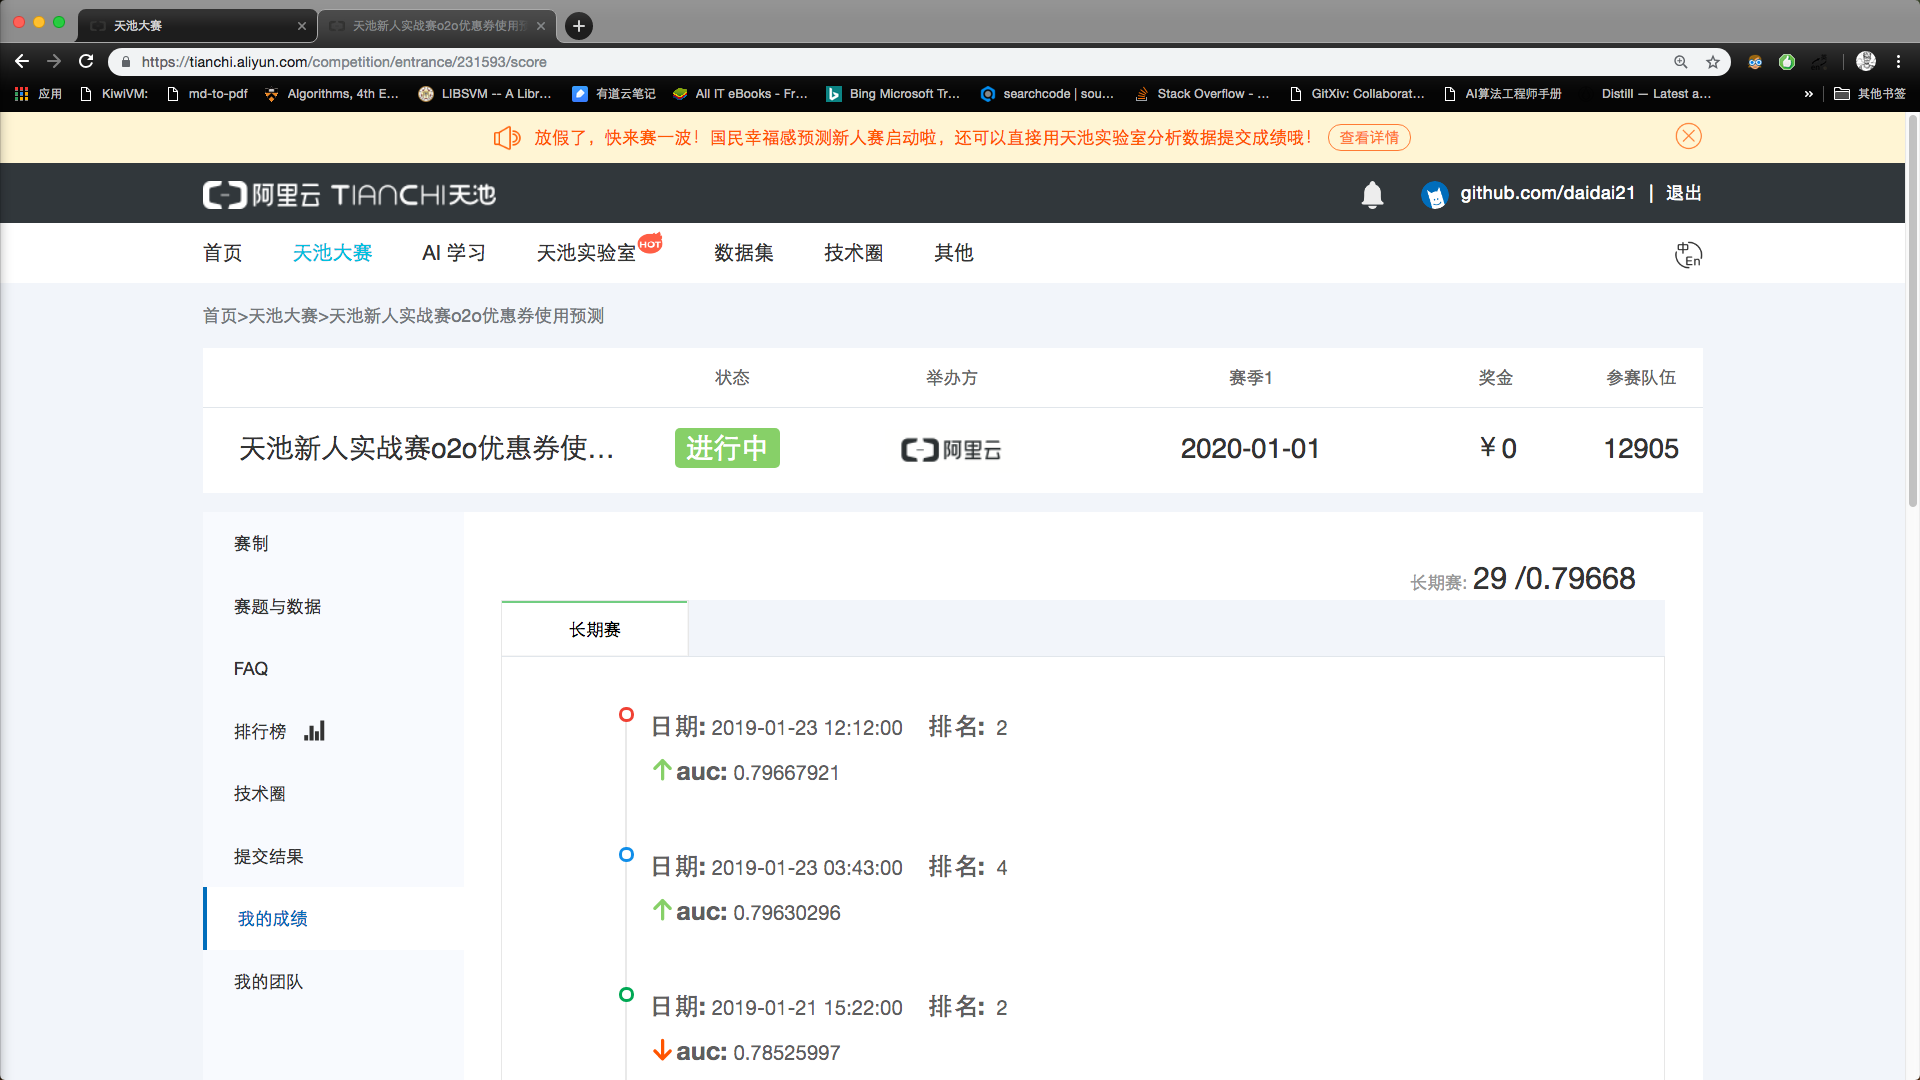 天池大赛
天池新人实战赛o2o优惠券使用预
https://tianchi.aliyun.com/competition/entrance/231593/score
应用 KiwiVM: md-to-pdf Algorithms, 4th E... LIBSVM -- A Libr... 有道云笔记 All IT eBooks - Fr... Bing Microsoft Tr... searchcode | sou... Stack Overflow - ... GitXiv: Collaborat... AI算法工程师手册 Distill — Latest a... » 其他书签
放假了，快来赛一波！国民幸福感预测新人赛启动啦，还可以直接用天池实验室分析数据提交成绩哦！ 查看详情
阿里云 TIANCHI天池 github.com/daidai21 | 退出
首页 天池大赛 AI 学习 天池实验室 HOT 数据集 技术圈 其他 中 En
首页>天池大赛>天池新人实战赛o2o优惠券使用预测
状态 举办方 赛季1 奖金 参赛队伍
天池新人实战赛o2o优惠券使... 进行中 阿里云 2020-01-01 ￥0 12905
赛制
赛题与数据
FAQ
排行榜
技术圈
提交结果
我的成绩
我的团队
长期赛: 29 /0.79668
长期赛
日期: 2019-01-23 12:12:00 排名: 2
auc: 0.79667921
日期: 2019-01-23 03:43:00 排名: 4
auc: 0.79630296
日期: 2019-01-21 15:22:00 排名: 2
auc: 0.78525997